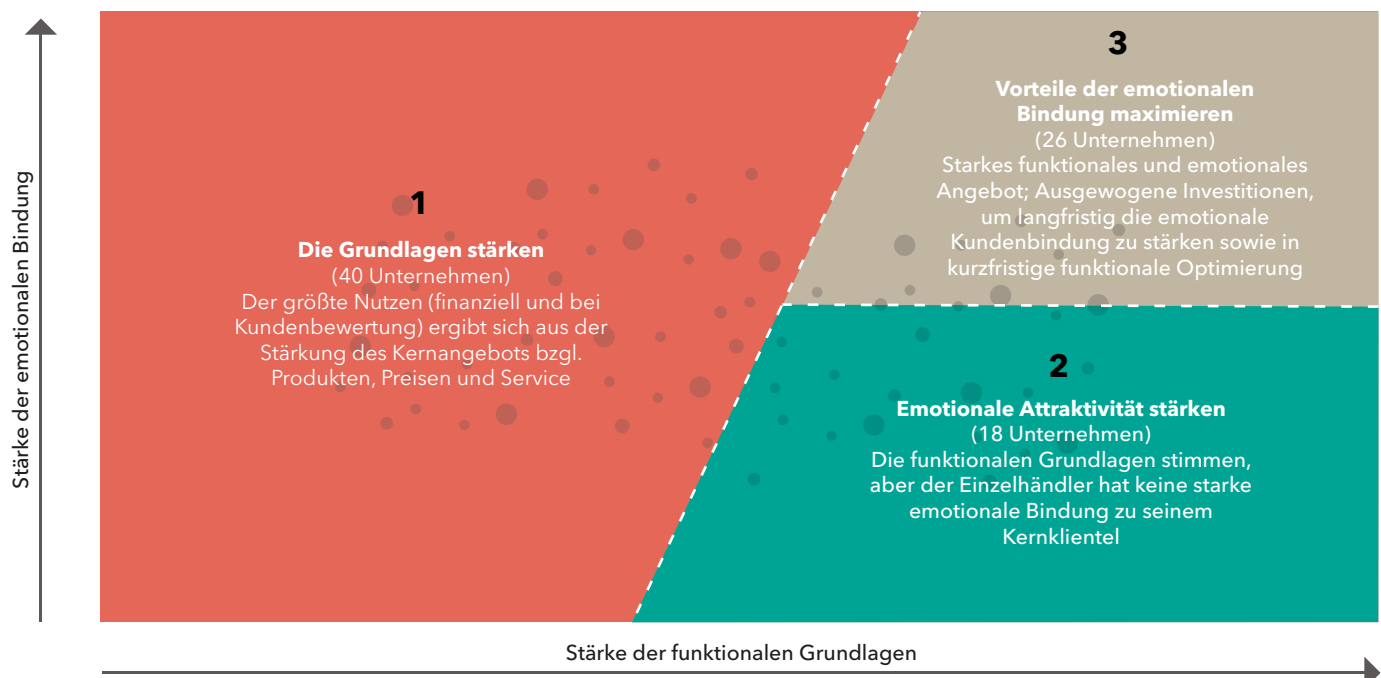 Stärke der emotionalen Bindung
1
Die Grundlagen stärken
(40 Unternehmen)
Der größte Nutzen (finanziell und bei
Kundenbewertung) ergibt sich aus der
Stärkung des Kernangebots bzgl.
Produkten, Preisen und Service
3
Vorteile der emotionalen
Bindung maximieren
(26 Unternehmen)
Starkes funktionales und emotionales
Angebot; Ausgewogene Investitionen,
um langfristig die emotionale
Kundenbindung zu stärken sowie in
kurzfristige funktionale Optimierung
2
Emotionale Attraktivität stärken
(18 Unternehmen)
Die funktionalen Grundlagen stimmen,
aber der Einzelhändler hat keine starke
emotionale Bindung zu seinem
Kernklientel
Stärke der funktionalen Grundlagen